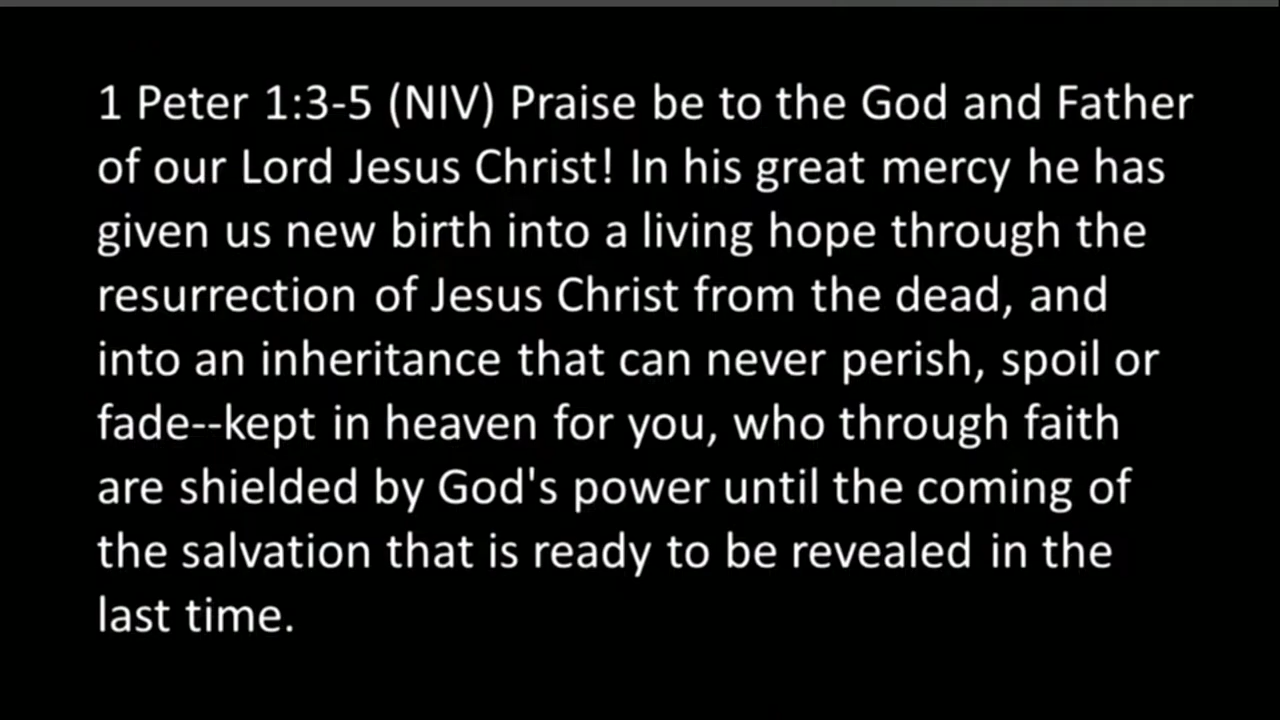 1 Peter 1:3-5 (NIV) Praise be to the God and Father
of our Lord Jesus Christ! In his great mercy he has
given us new birth into a living hope through the
resurrection of Jesus Christ from the dead, and
into an inheritance that can never perish, spoil or
fade--kept in heaven for you, who through faith
are shielded by God's power until the coming of
the salvation that is ready to be revealed in the
last time.